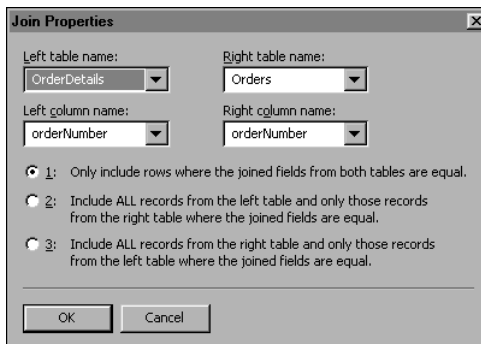 Join Properties
Left table name:
Right table name:
OrderDetails
Orders
Left column name:
Right column name:
orderNumber
orderNumber
1: Only include rows where the joined fields from both tables are equal.
2: Include ALL records from the left table and only those records
from the right table where the joined fields are equal.
3: Include ALL records from the right table and only those records
from the left table where the joined fields are equal.
OK
Cancel